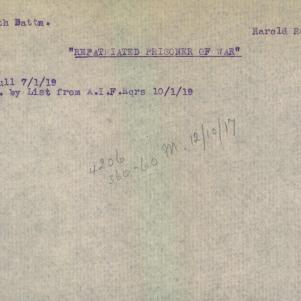 th Battn.
Harold R
"REPATRIATED PRISONER OF WAR"
ull 7/1/19
. by List from A.I.F.Hqrs 10/1/19
4206 M. 12/10/17
360-60